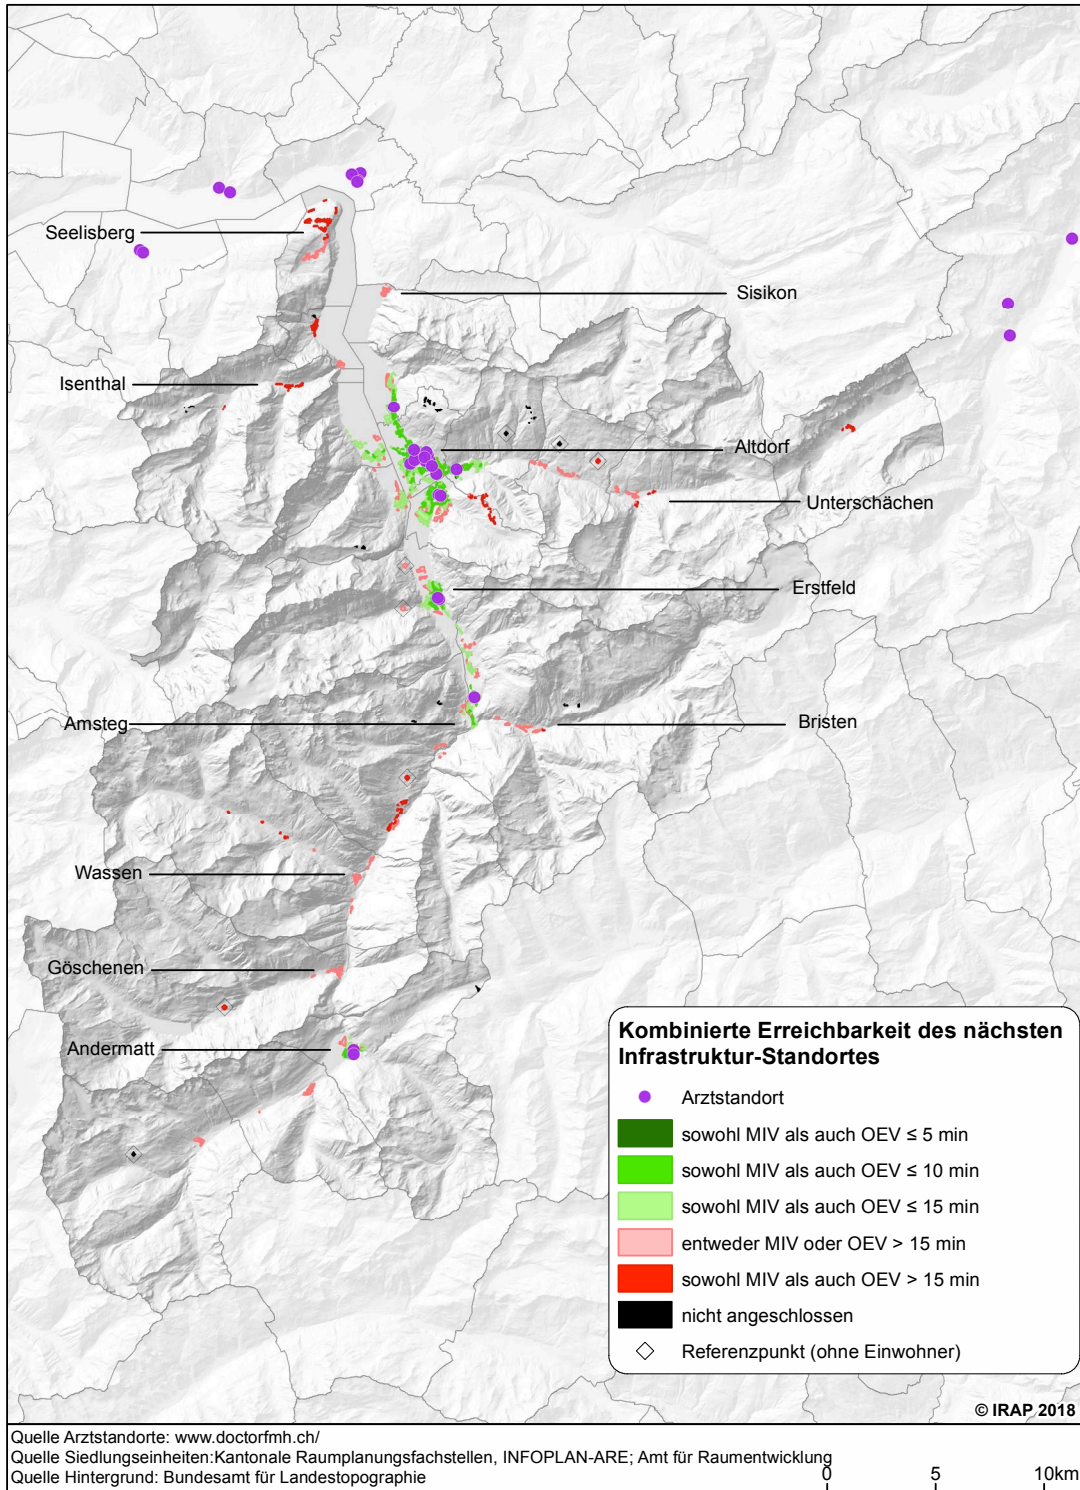 Seelisberg
Sisikon
Isenthal
Altdorf
Unterschächen
Erstfeld
Amsteg
Bristen
Wassen
Göschenen
Andermatt
Kombinierte Erreichbarkeit des nächsten
Infrastruktur-Standortes
Arztstandort
sowohl MIV als auch OEV ≤ 5 min
sowohl MIV als auch OEV ≤ 10 min
sowohl MIV als auch OEV ≤ 15 min
entweder MIV oder OEV > 15 min
sowohl MIV als auch OEV > 15 min
nicht angeschlossen
Referenzpunkt (ohne Einwohner)
© IRAP 2018
Quelle Arztstandorte: www.doctorfmh.ch/
Quelle Siedlungseinheiten:Kantonale Raumplanungsfachstellen, INFOPLAN-ARE; Amt für Raumentwicklung
Quelle Hintergrund: Bundesamt für Landestopographie
0 5 10km